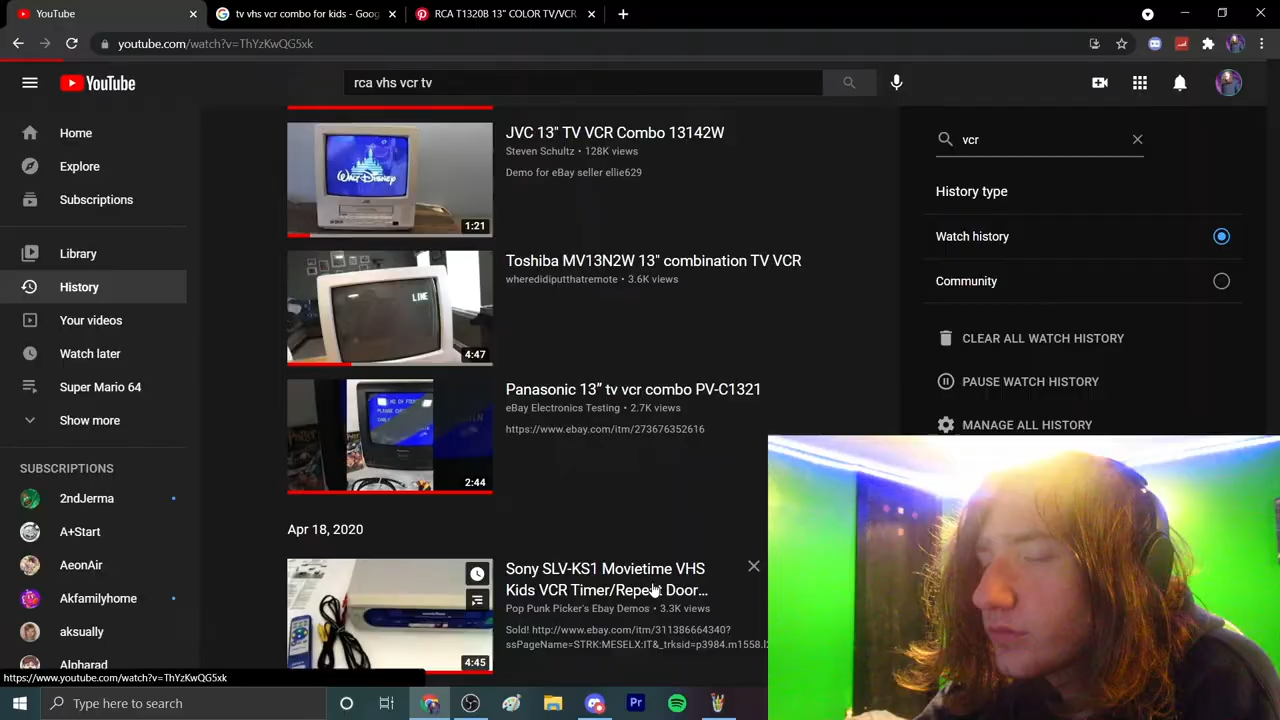 YouTube
tv vhs vcr combo for kids - Goog
RCA T1320B 13" COLOR TV/VCR
youtube.com/watch?v=ThYzKwQG5xk
YouTube
rca vhs vcr tv
Home
Explore
Subscriptions
Library
History
Your videos
Watch later
Super Mario 64
Show more
SUBSCRIPTIONS
2ndJerma
A+Start
AeonAir
Akfamilyhome
aksually
Alpharad
WALT DISNEY
1:21
JVC 13" TV VCR Combo 13142W
Steven Schultz • 128K views
Demo for eBay seller ellie629
LINE
4:47
Toshiba MV13N2W 13" combination TV VCR
wheredidiputthatremote • 3.6K views
2:44
Panasonic 13” tv vcr combo PV-C1321
eBay Electronics Testing • 2.7K views
https://www.ebay.com/itm/273676352616
Apr 18, 2020
4:45
Sony SLV-KS1 Movietime VHS
Kids VCR Timer/Repeat Door...
Pop Punk Picker's Ebay Demos • 3.3K views
Sold! http://www.ebay.com/itm/311386664340?
ssPageName=STRK:MESELX:IT&_trksid=p3984.m1558.l2
vcr
History type
Watch history
Community
CLEAR ALL WATCH HISTORY
PAUSE WATCH HISTORY
MANAGE ALL HISTORY
https://www.youtube.com/watch?v=ThYzKwQG5xk
Type here to search
Pr